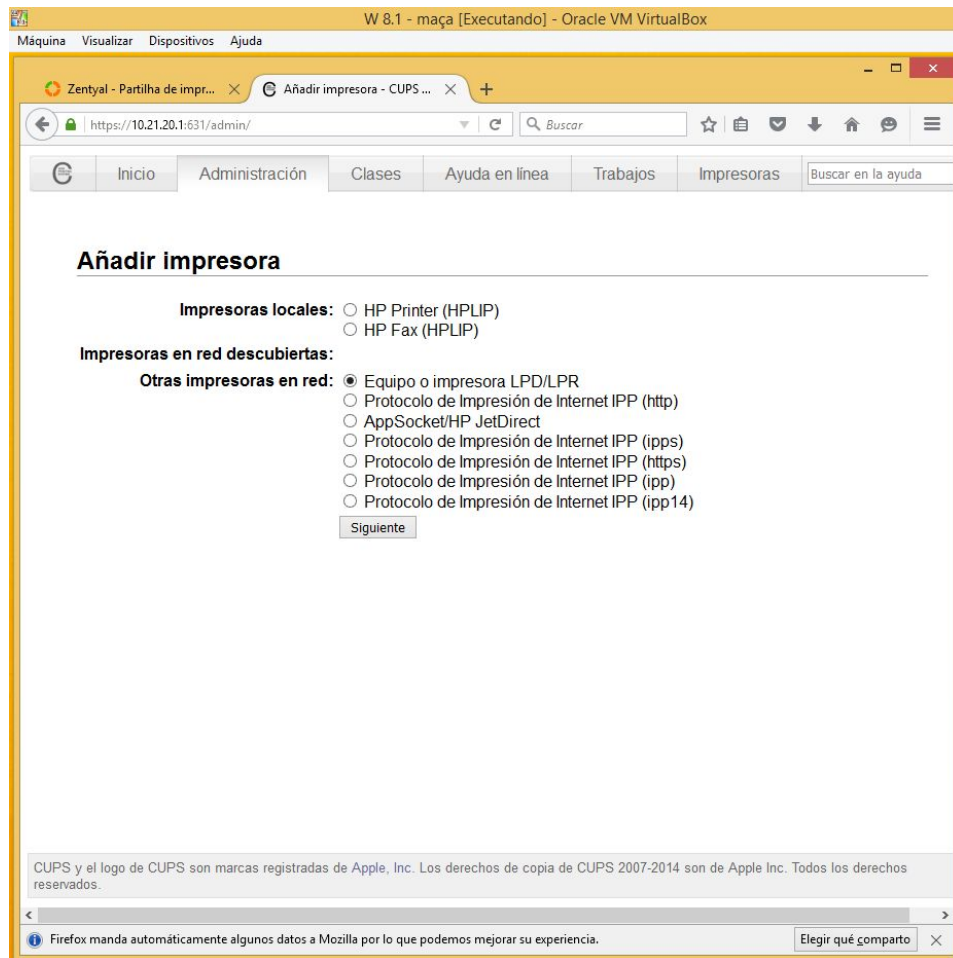 W 8.1 - maça [Executando] - Oracle VM VirtualBox
Máquina Visualizar Dispositivos Ajuda
Zentyal - Partilha de impr... Añadir impresora - CUPS ...
https://10.21.20.1:631/admin/ Buscar
Inicio Administración Clases Ayuda en línea Trabajos Impresoras Buscar en la ayuda
Añadir impresora
Impresoras locales: HP Printer (HPLIP)
HP Fax (HPLIP)
Impresoras en red descubiertas:
Otras impresoras en red: Equipo o impresora LPD/LPR
Protocolo de Impresión de Internet IPP (http)
AppSocket/HP JetDirect
Protocolo de Impresión de Internet IPP (ipps)
Protocolo de Impresión de Internet IPP (https)
Protocolo de Impresión de Internet IPP (ipp)
Protocolo de Impresión de Internet IPP (ipp14)
Siguiente
CUPS y el logo de CUPS son marcas registradas de Apple, Inc. Los derechos de copia de CUPS 2007-2014 son de Apple Inc. Todos los derechos
reservados.
Firefox manda automáticamente algunos datos a Mozilla por lo que podemos mejorar su experiencia. Elegir qué comparto